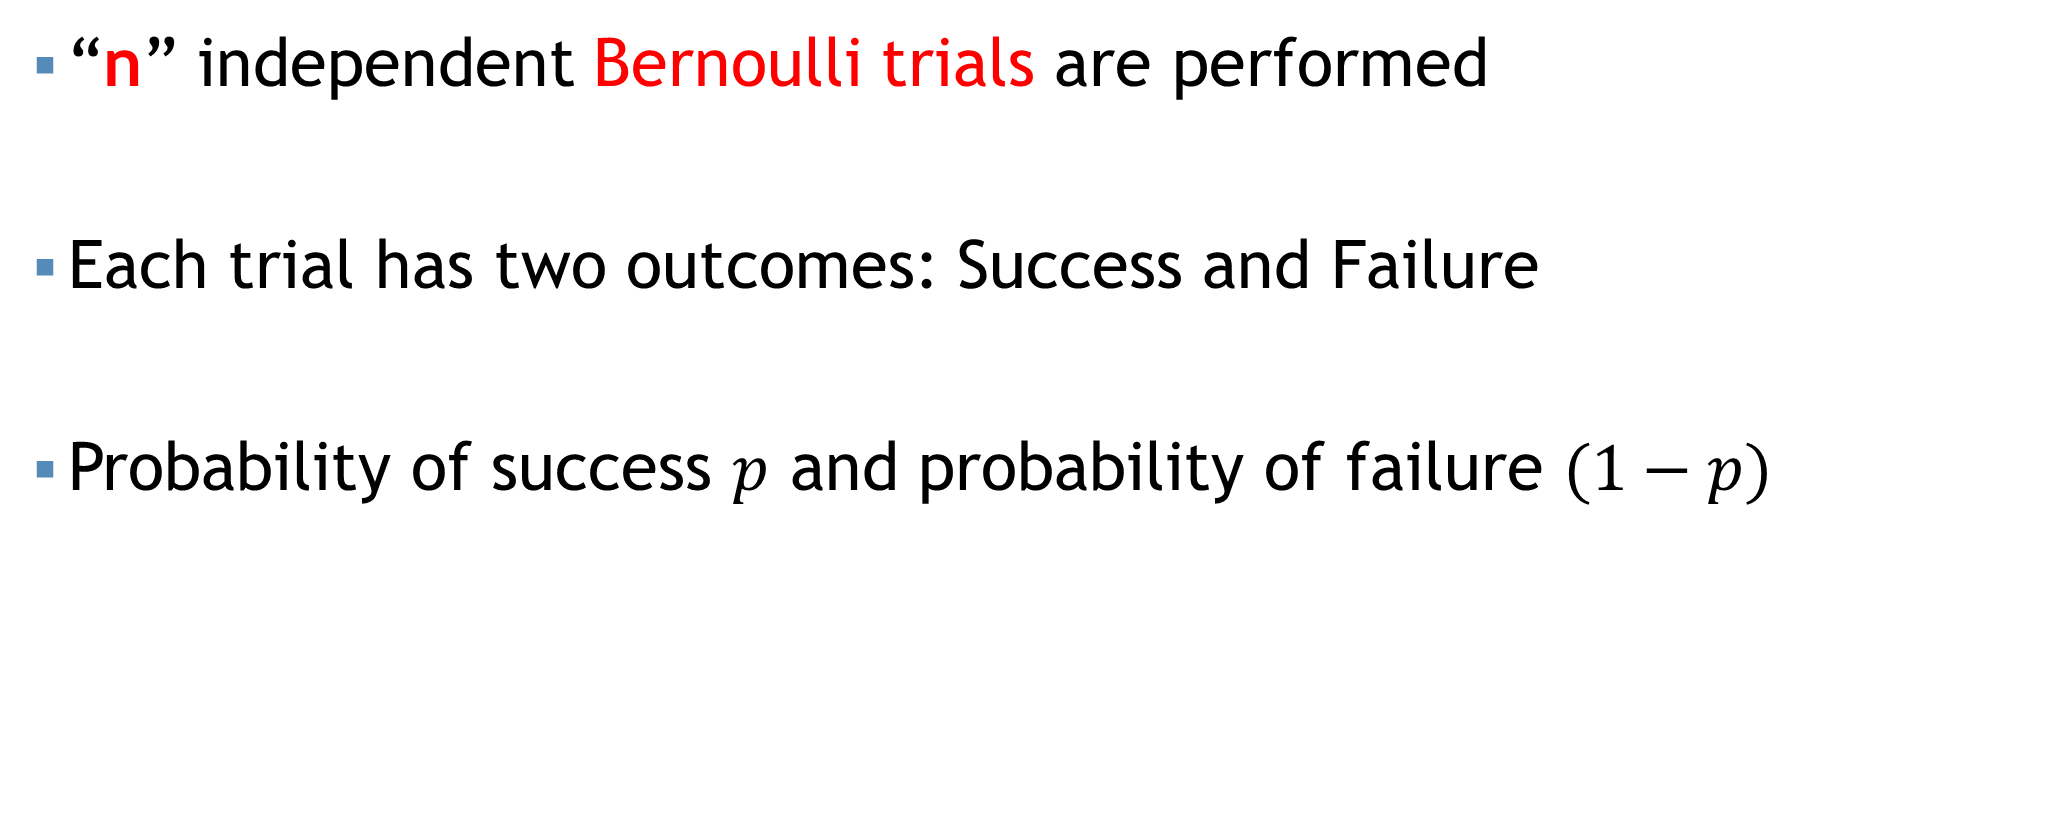 ▪ “n” independent Bernoulli trials are performed
▪ Each trial has two outcomes: Success and Failure
▪ Probability of success 𝑝 and probability of failure (1 − 𝑝)